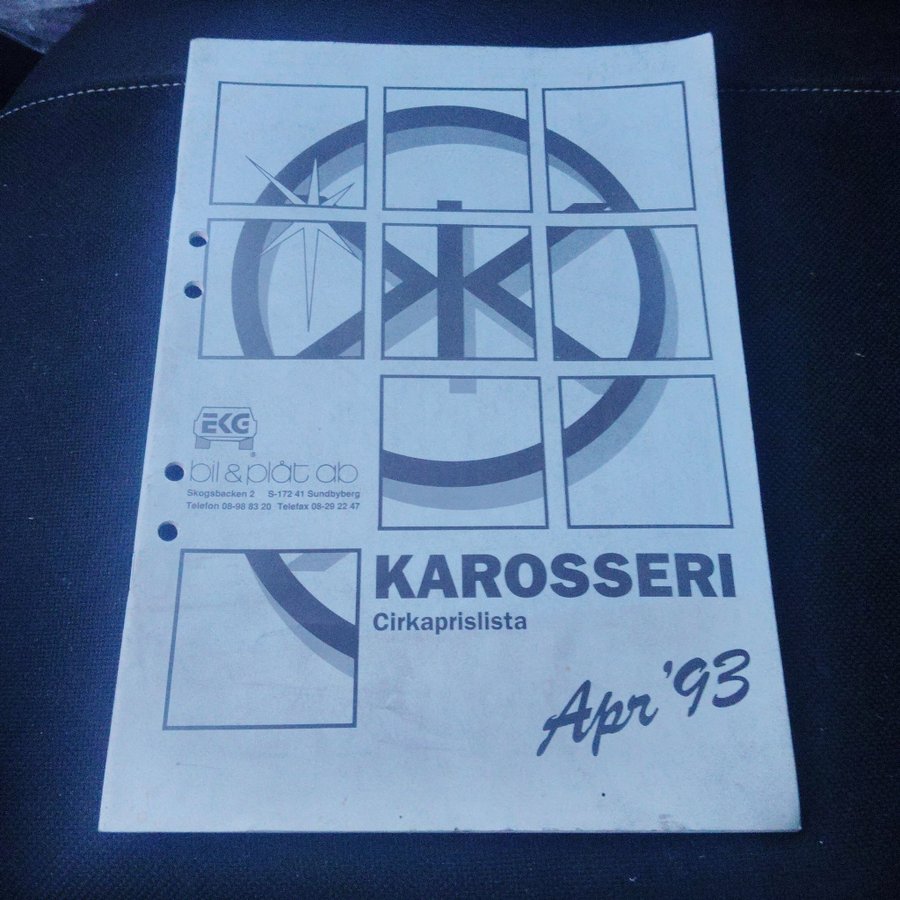 EKG
®
bil & plåt ab
Skogsbacken 2 S-172 41 Sundbyberg
Telefon 08-98 83 20 Telefax 08-29 22 47
KAROSSERI
Cirkaprislista
Apr '93